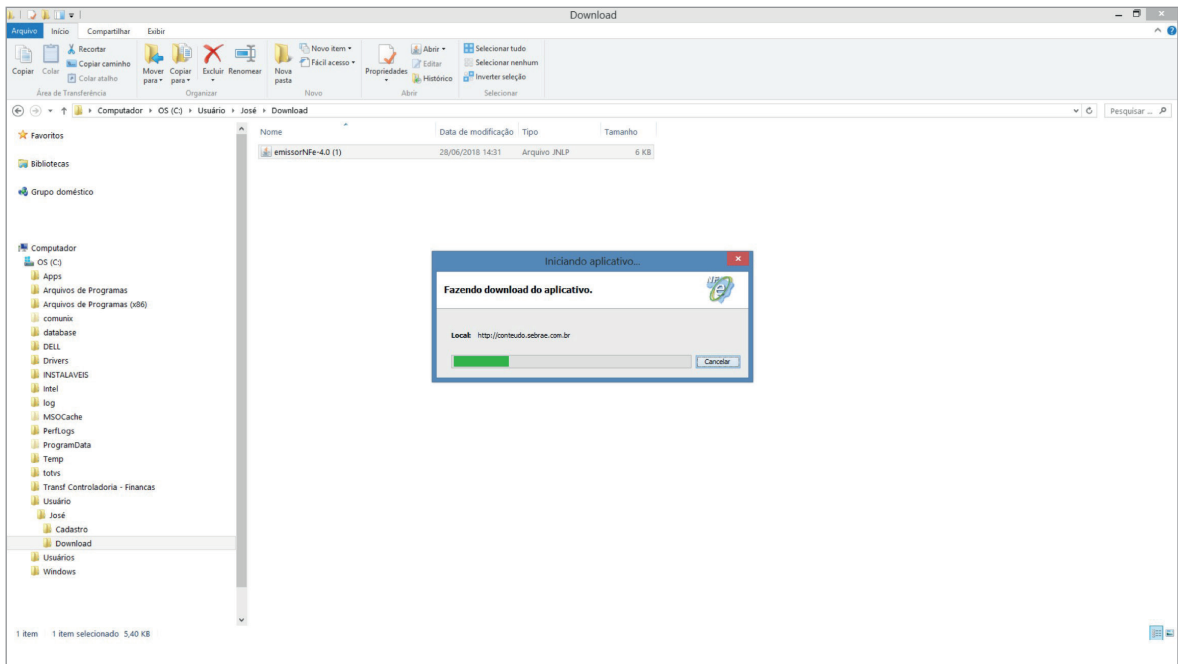 Download
Arquivo Início Compartilhar Exibir
Copiar Colar Recortar Copiar caminho Colar atalho
Mover para Copiar para Excluir Renomear
Nova pasta Novo item Fácil acesso
Propriedades Abrir Editar Histórico
Selecionar tudo Selecionar nenhum Inverter seleção
Área de Transferência Organizar Novo Abrir Selecionar
Computador OS (C:) Usuário José Download Pesquisar ...
Nome Data de modificação Tipo Tamanho
emissorNFe-4.0 (1) 28/06/2018 14:31 Arquivo JNLP 6 KB
Favoritos
Bibliotecas
Grupo doméstico
Computador
OS (C:)
Apps
Arquivos de Programas
Arquivos de Programas (x86)
comunix
database
DELL
Drivers
INSTALAVEIS
Intel
log
MSOCache
PerfLogs
ProgramData
Temp
totvs
Transf Controladoria - Financas
Usuário
José
Cadastro
Download
Usuários
Windows
Iniciando aplicativo...
Fazendo download do aplicativo.
Local: http://conteudo.sebrae.com.br
Cancelar
1 item 1 item selecionado 5,40 KB